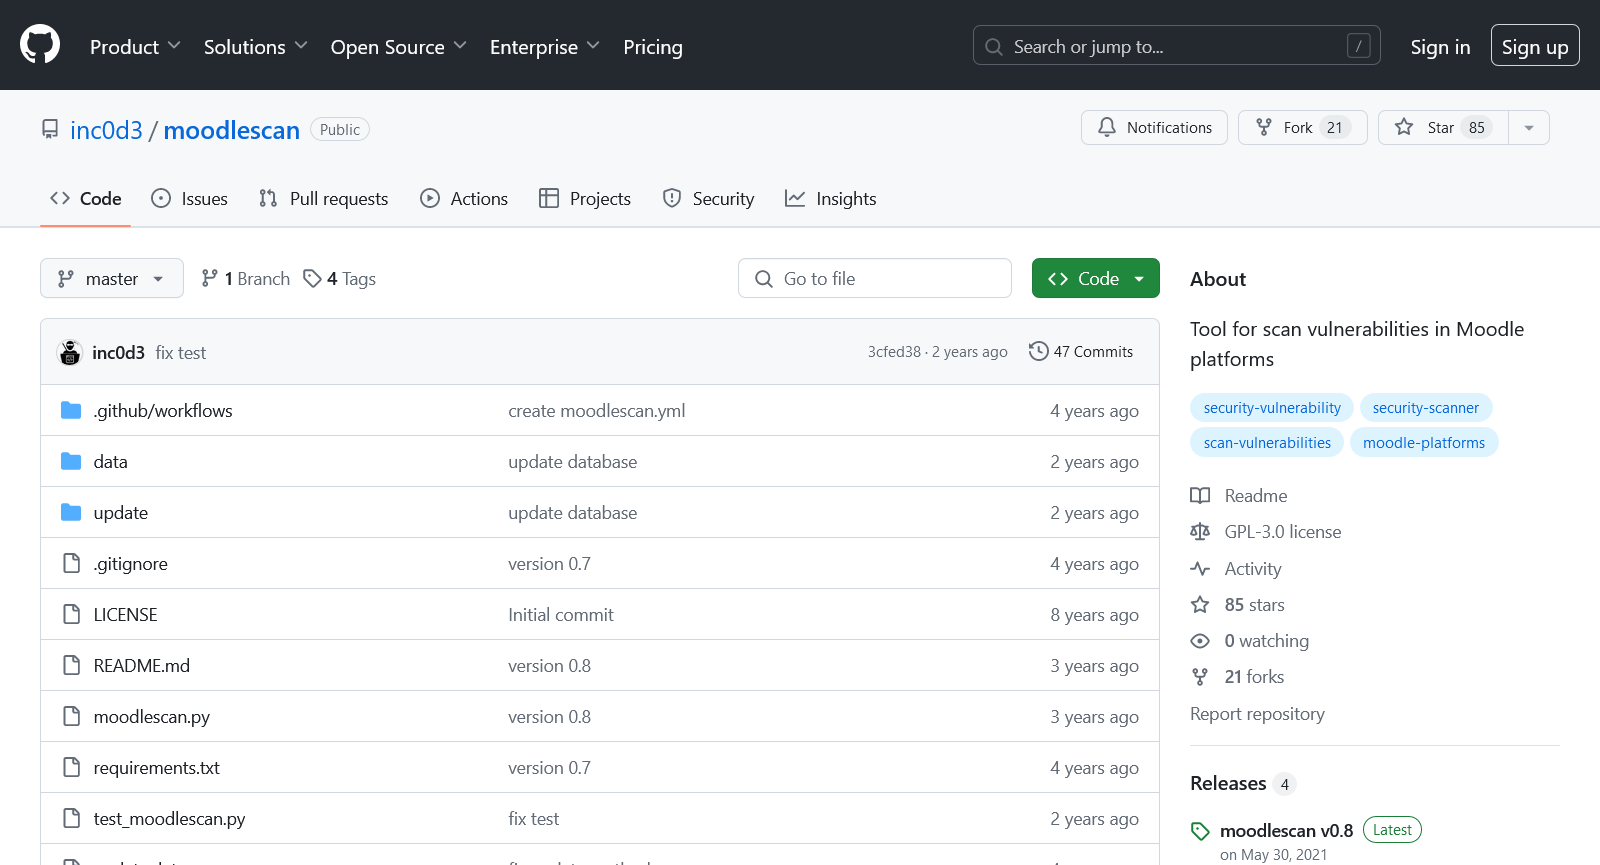 Product Solutions Open Source Enterprise Pricing Search or jump to... / Sign in Sign up
inc0d3 / moodlescan Public Notifications Fork 21 Star 85
Code Issues Pull requests Actions Projects Security Insights
master 1 Branch 4 Tags Go to file Code
inc0d3 fix test 3cfed38 · 2 years ago 47 Commits
.github/workflows create moodlescan.yml 4 years ago
data update database 2 years ago
update update database 2 years ago
.gitignore version 0.7 4 years ago
LICENSE Initial commit 8 years ago
README.md version 0.8 3 years ago
moodlescan.py version 0.8 3 years ago
requirements.txt version 0.7 4 years ago
test_moodlescan.py fix test 2 years ago
About
Tool for scan vulnerabilities in Moodle
platforms
security-vulnerability security-scanner
scan-vulnerabilities moodle-platforms
Readme
GPL-3.0 license
Activity
85 stars
0 watching
21 forks
Report repository
Releases 4
moodlescan v0.8 Latest
on May 30, 2021